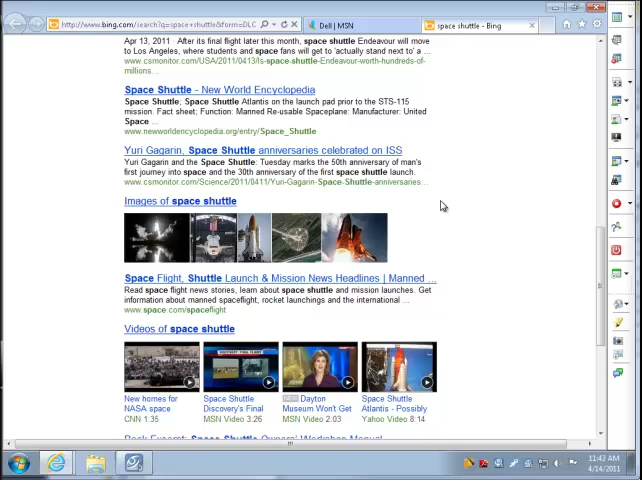 http://www.bing.com/search?q=space+shuttle&form=DLC
Dell | MSN
space shuttle - Bing
Apr 13, 2011 · After its final flight later this month, space shuttle Endeavour will move
to Los Angeles, where students and space fans will get to 'actually stand next to' a ...
www.csmonitor.com/USA/2011/0413/Is-space-shuttle-Endeavour-worth-hundreds-of-
millions...
Space Shuttle - New World Encyclopedia
Space Shuttle; Space Shuttle Atlantis on the launch pad prior to the STS-115
mission. Fact sheet; Function: Manned Re-usable Spaceplane: Manufacturer: United
Space ...
www.newworldencyclopedia.org/entry/Space_Shuttle
Yuri Gagarin, Space Shuttle anniversaries celebrated on ISS
Yuri Gagarin and the Space Shuttle: Tuesday marks the 50th anniversary of man's
first journey into space and the 30th anniversary of the first space shuttle launch.
www.csmonitor.com/Science/2011/0411/Yuri-Gagarin-Space-Shuttle-anniversaries...
Images of space shuttle
Space Flight, Shuttle Launch & Mission News Headlines | Manned ...
Read space flight news stories, learn about space shuttle and mission launches. Get
information about manned spaceflight, rocket launchings and the international ...
www.space.com/spaceflight
Videos of space shuttle
New homes for
NASA space
CNN 1:35
Space Shuttle
Discovery's Final
MSN Video 3:26
Dayton
Museum Won't Get
MSN Video 2:03
Space Shuttle
Atlantis - Possibly
Yahoo Video 8:14
Book Excerpt: Space Shuttle Owners' Workshop Manual
11:43 AM
4/14/2011